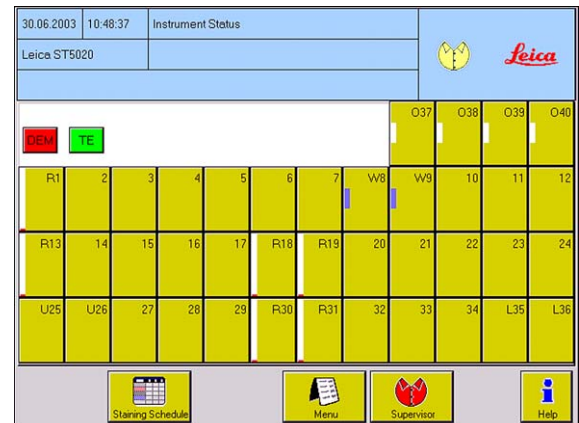 30.06.2003 10:48:37 Instrument Status
Leica ST5020
Leica
O37 O38 O39 O40
DEM TE
R1 2 3 4 5 6 7 W8 W9 10 11 12
R13 14 15 16 17 R18 R19 20 21 22 23 24
U25 U26 27 28 29 R30 R31 32 33 34 L35 L36
Staining Schedule Menu Supervisor Help